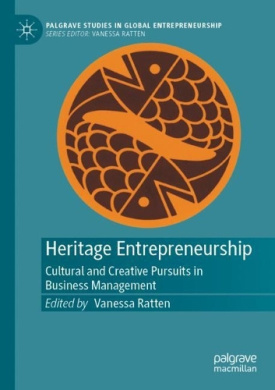 PALGRAVE STUDIES IN GLOBAL ENTREPRENEURSHIP
SERIES EDITOR: VANESSA RATTEN
Heritage Entrepreneurship
Cultural and Creative Pursuits in
Business Management
Edited by Vanessa Ratten
palgrave
macmillan